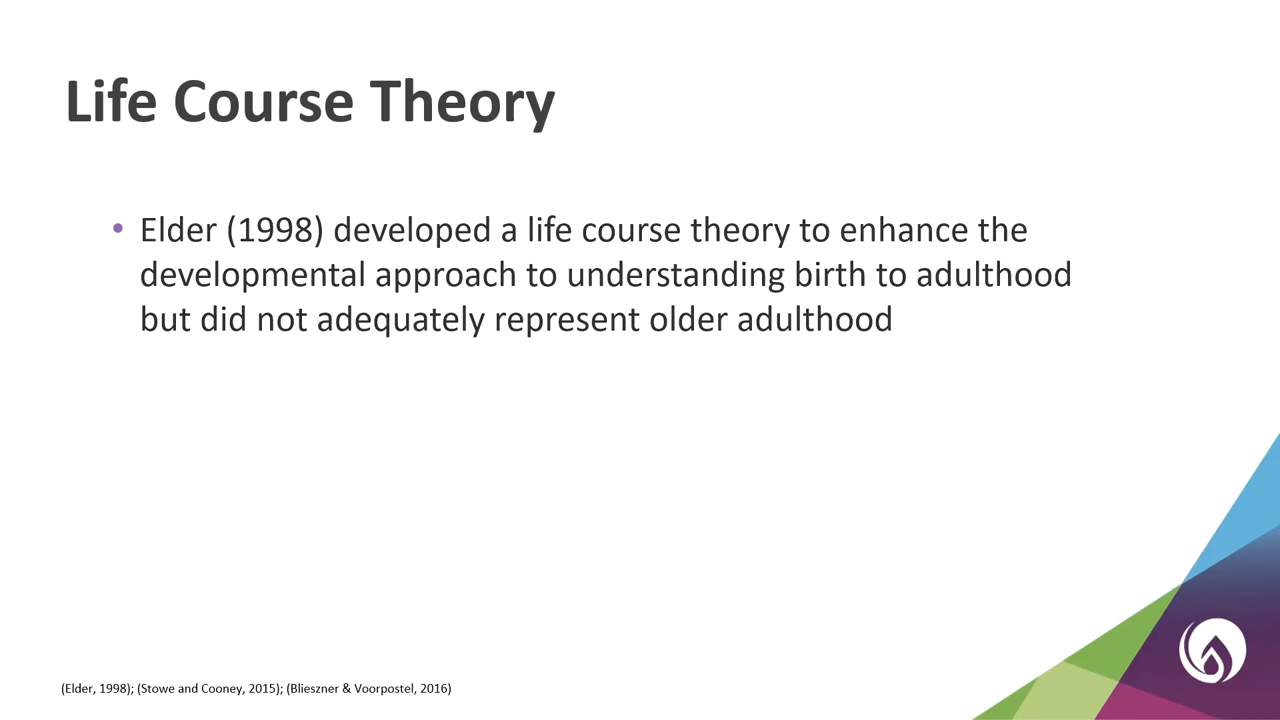 Life Course Theory
• Elder (1998) developed a life course theory to enhance the
developmental approach to understanding birth to adulthood
but did not adequately represent older adulthood
(Elder, 1998); (Stowe and Cooney, 2015); (Blieszner & Voorpostel, 2016)